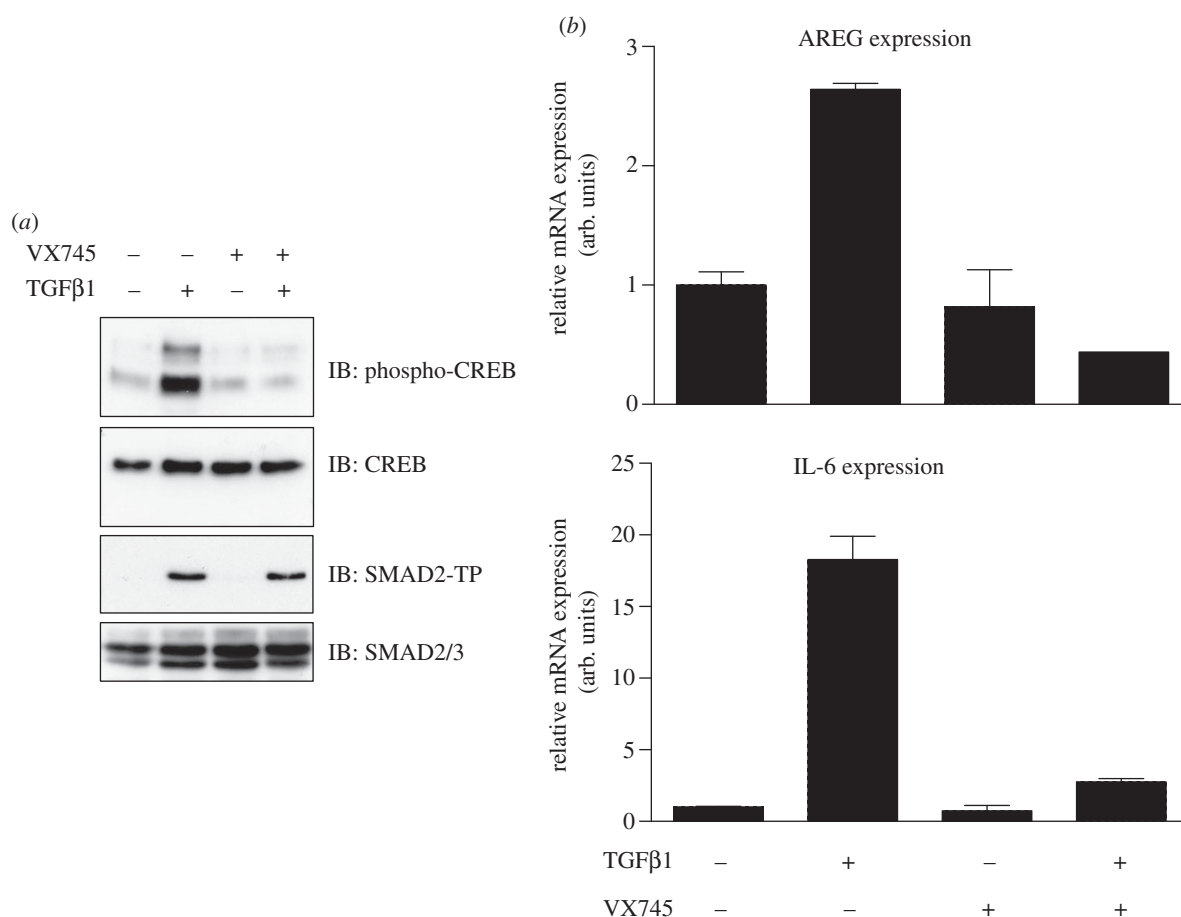 (a)
VX745 – – + +
TGFβ1 – + – +
IB: phospho-CREB
IB: CREB
IB: SMAD2-TP
IB: SMAD2/3
(b)
AREG expression
relative mRNA expression
(arb. units)
3
2
1
0
IL-6 expression
relative mRNA expression
(arb. units)
25
20
15
10
5
0
TGFβ1 – + – +
VX745 – – + +